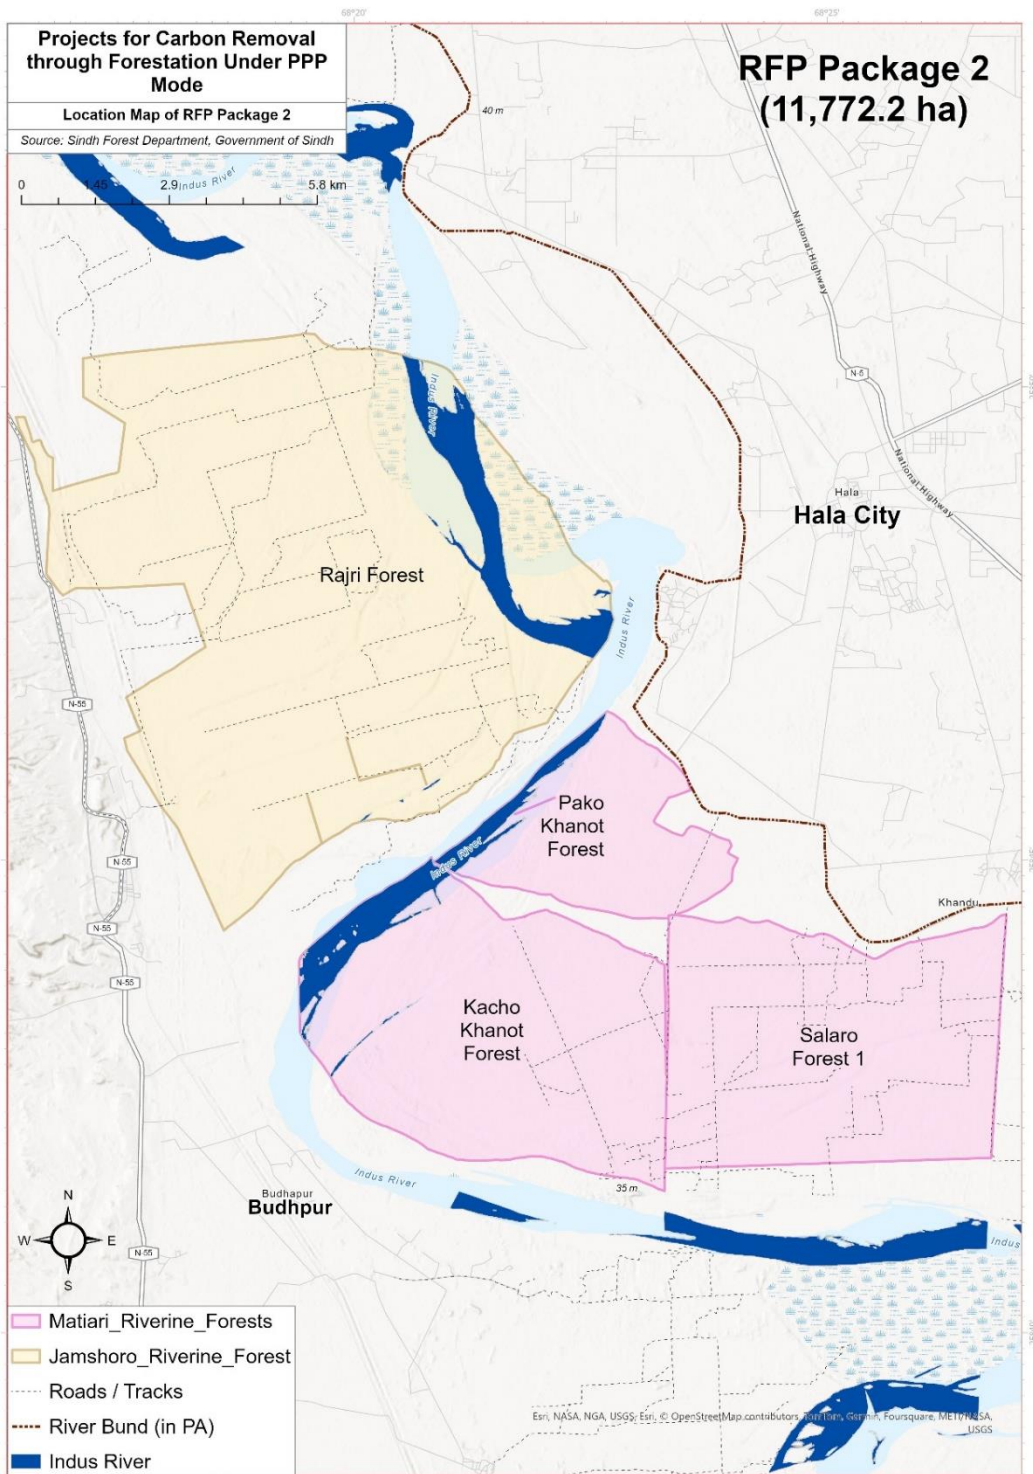 68°20'
68°25'
Projects for Carbon Removal
through Forestation Under PPP
Mode
Location Map of RFP Package 2
Source: Sindh Forest Department, Government of Sindh
RFP Package 2
(11,772.2 ha)
40 m
0 1.45 2.9 5.8 km
Indus River
National Highway
N-5
Indus River
National Highway
Hala
Hala City
Rajri Forest
Indus River
N-55
Pako
Khanot
Forest
N-55
Indus River
Khandu
N-55
N-55
Kacho
Khanot
Forest
Salaro
Forest 1
Indus River
35 m
Budhapur
Budhpur
N
W E
S
N-55
Indus
Matiari_Riverine_Forests
Jamshoro_Riverine_Forest
Roads / Tracks
River Bund (in PA)
Indus River
Esri, NASA, NGA, USGS, Esri, © OpenStreetMap contributors, TomTom, Garmin, Foursquare, METI/NASA,
USGS